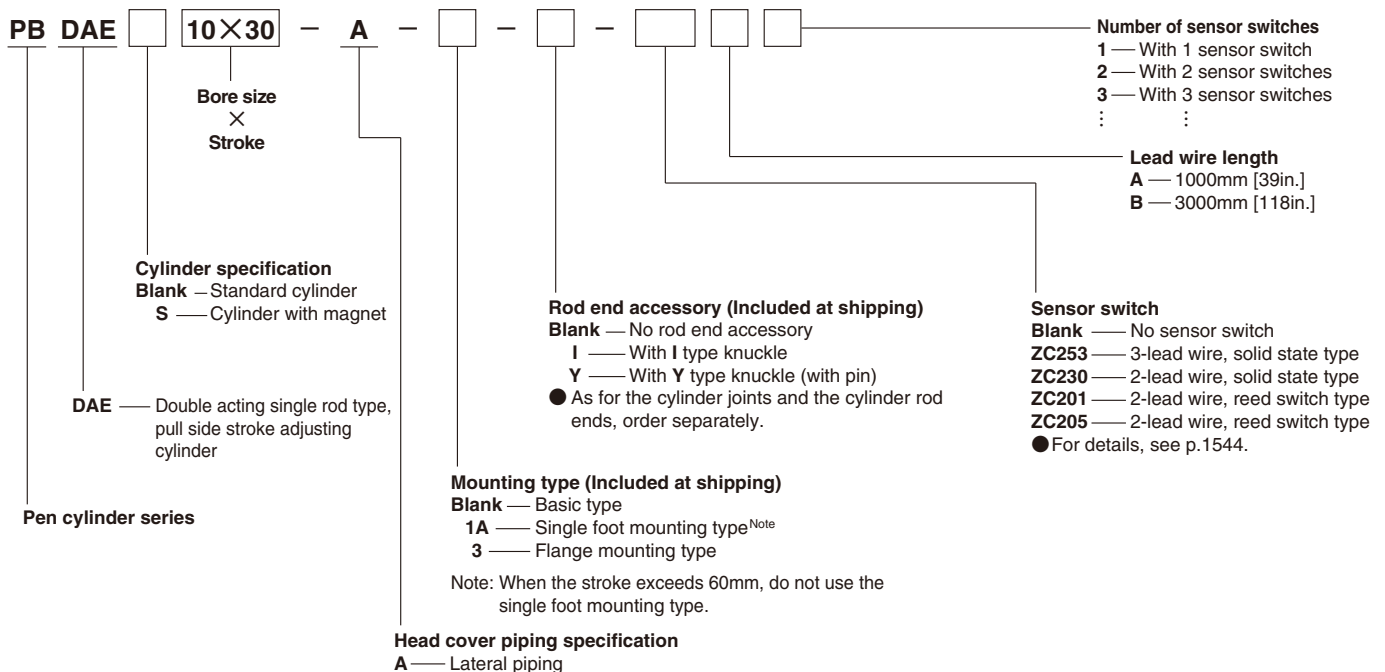 PB DAE 10×30 – A – – –
Bore size
×
Stroke
Number of sensor switches
1 — With 1 sensor switch
2 — With 2 sensor switches
3 — With 3 sensor switches
⋮ ⋮
Lead wire length
A — 1000mm [39in.]
B — 3000mm [118in.]
Sensor switch
Blank — No sensor switch
ZC253 — 3-lead wire, solid state type
ZC230 — 2-lead wire, solid state type
ZC201 — 2-lead wire, reed switch type
ZC205 — 2-lead wire, reed switch type
●For details, see p.1544.
Rod end accessory (Included at shipping)
Blank — No rod end accessory
I — With I type knuckle
Y — With Y type knuckle (with pin)
● As for the cylinder joints and the cylinder rod
ends, order separately.
Mounting type (Included at shipping)
Blank — Basic type
1A — Single foot mounting typeNote
3 — Flange mounting type
Note: When the stroke exceeds 60mm, do not use the
single foot mounting type.
Head cover piping specification
A — Lateral piping
Cylinder specification
Blank – Standard cylinder
S — Cylinder with magnet
DAE — Double acting single rod type,
pull side stroke adjusting
cylinder
Pen cylinder series